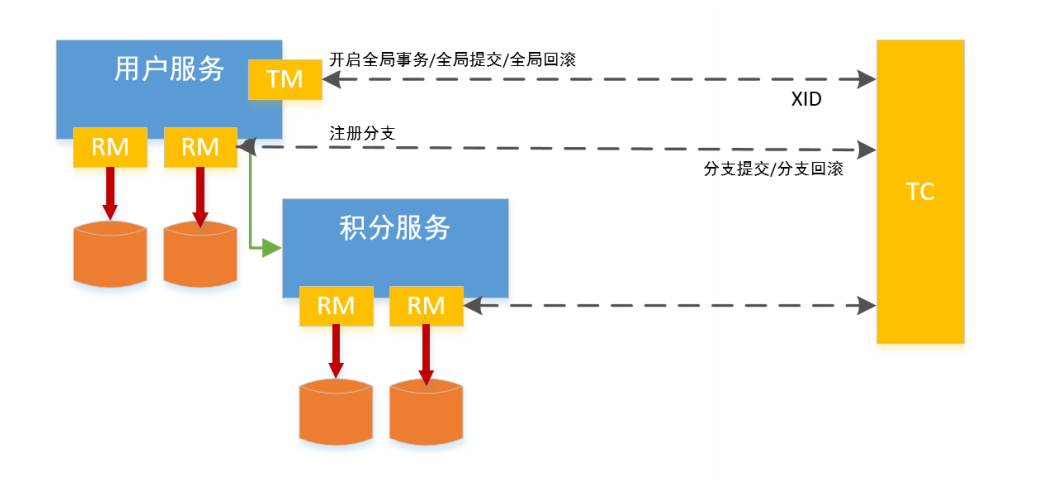 用户服务
TM
开启全局事务/全局提交/全局回滚
XID
RM
RM
注册分支
分支提交/分支回滚
TC
积分服务
RM
RM